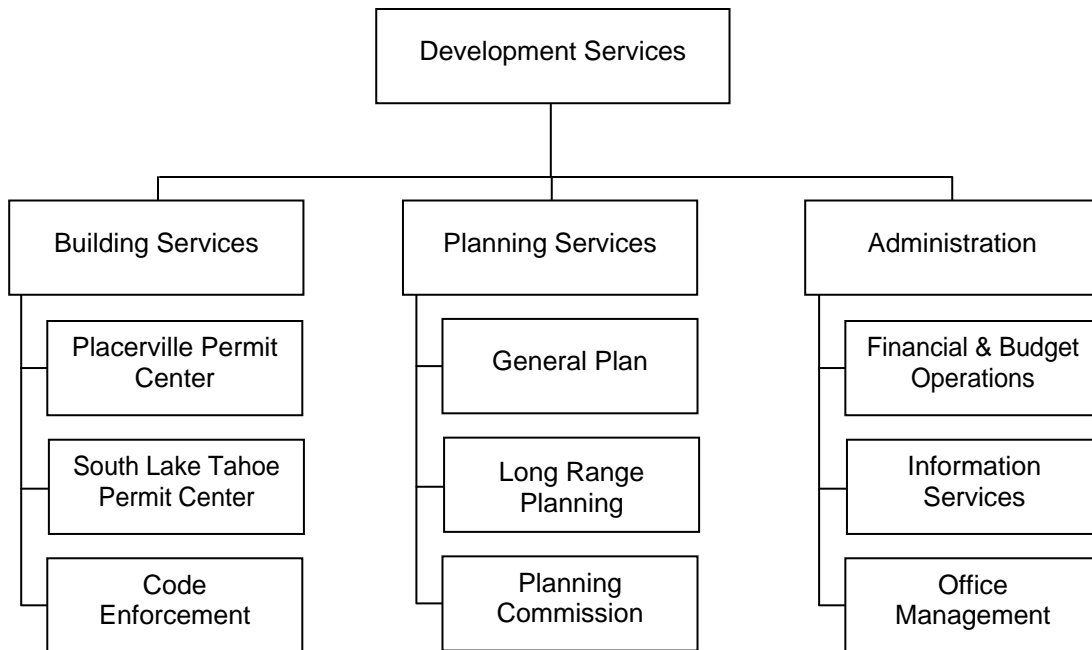 Development Services
Building Services
Placerville Permit
Center
South Lake Tahoe
Permit Center
Code
Enforcement
Planning Services
General Plan
Long Range
Planning
Planning
Commission
Administration
Financial & Budget
Operations
Information
Services
Office
Management